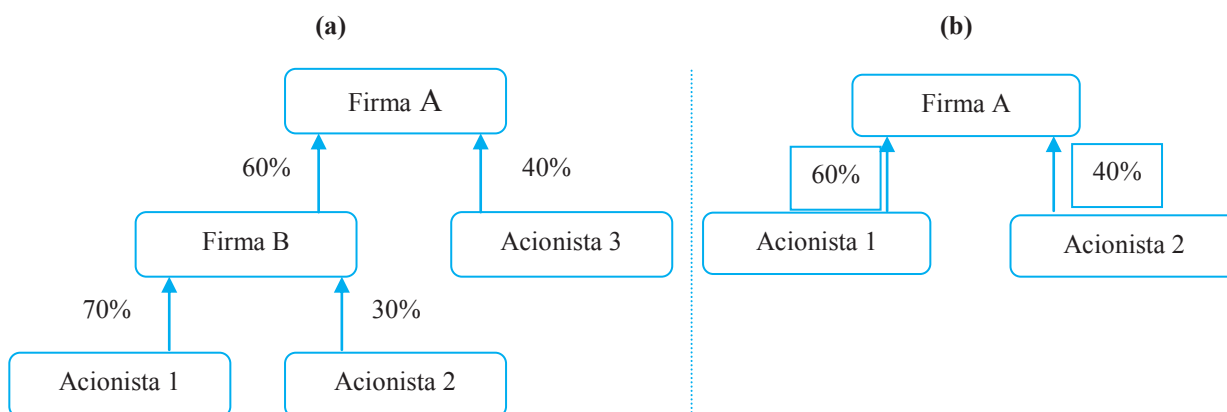 (a)
Firma A
60%
40%
Firma B
Acionista 3
70%
30%
Acionista 1
Acionista 2
(b)
Firma A
60%
40%
Acionista 1
Acionista 2